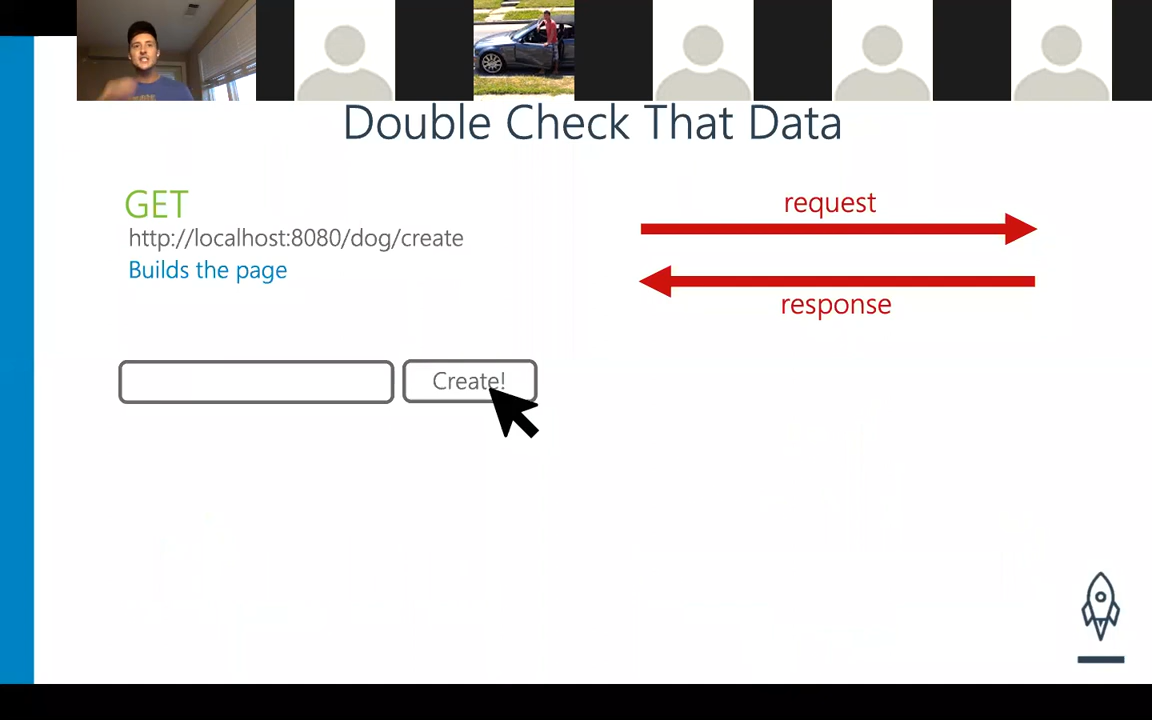 Double Check That Data
GET
http://localhost:8080/dog/create
Builds the page
request
response
Create!